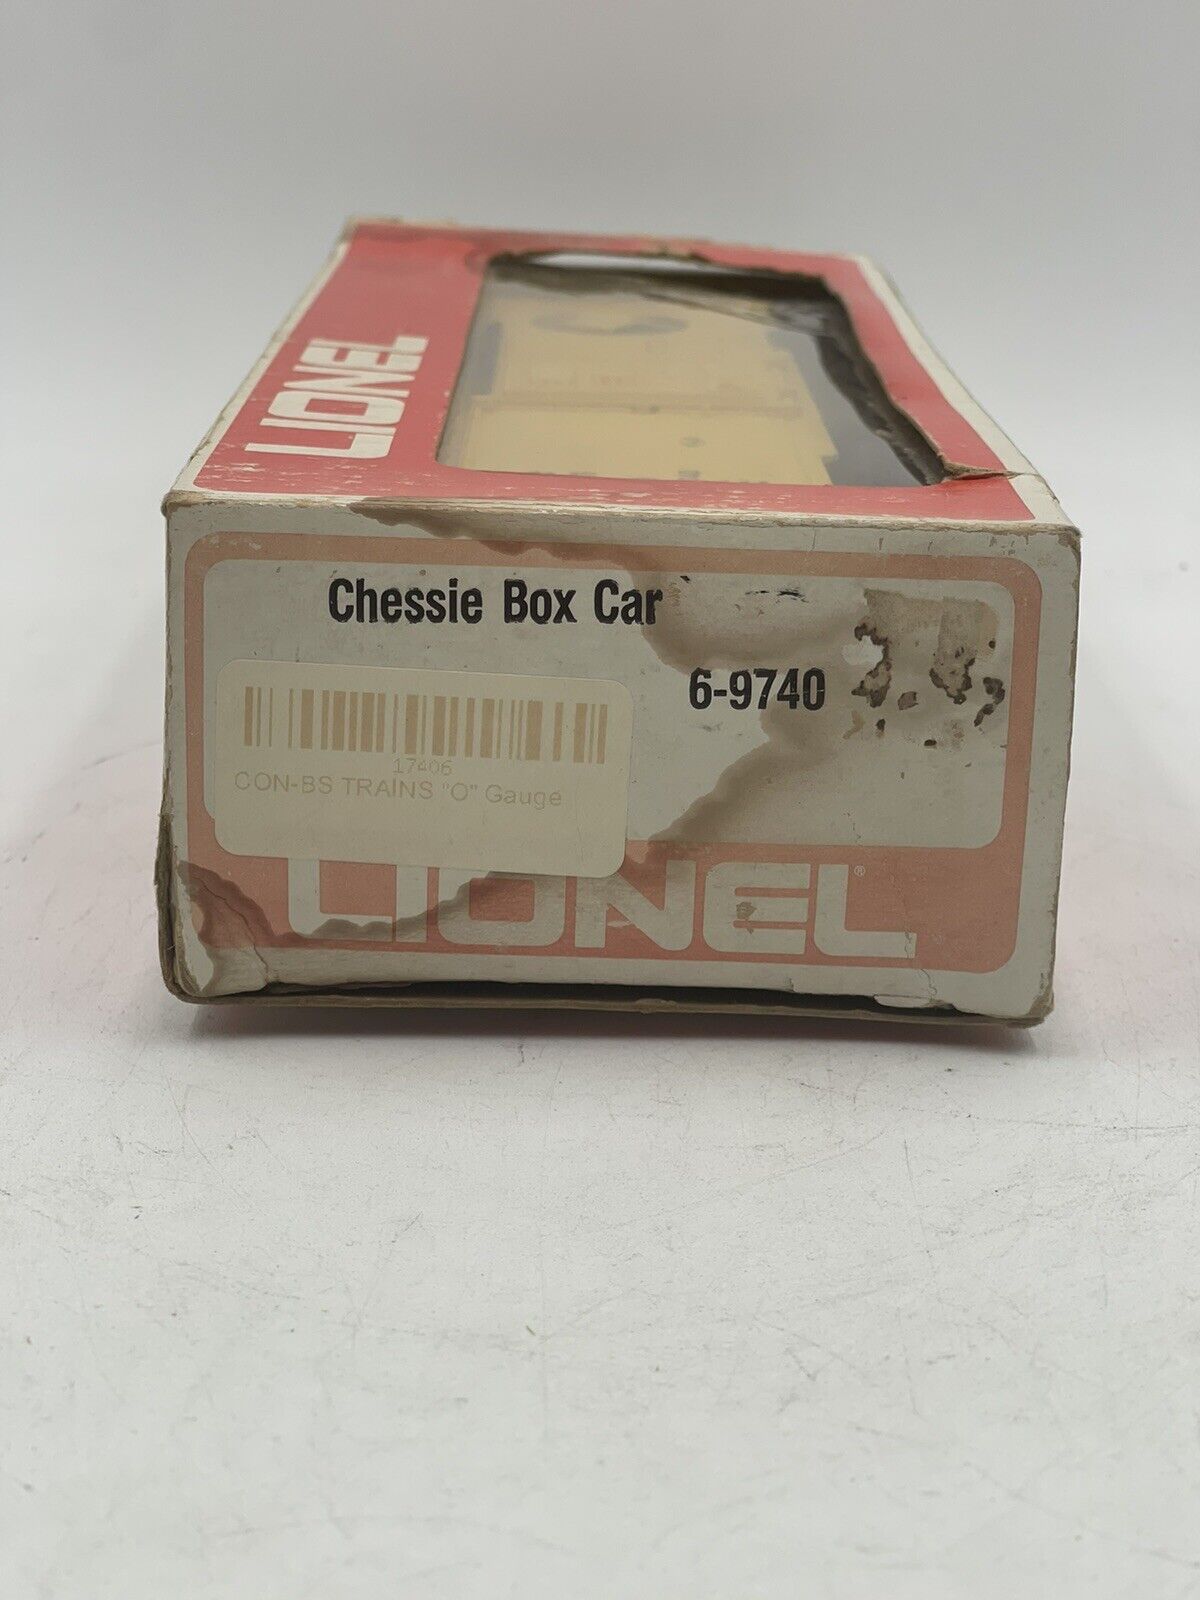 LIONEL
Chessie Box Car
6-9740
17406
CON-BS TRAINS "O" Gauge
LIONEL®